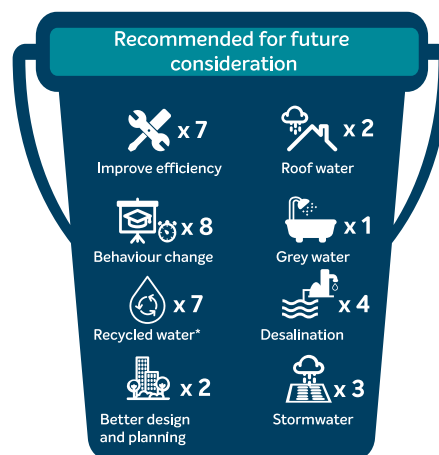 Recommended for future
consideration
x 7
Improve efficiency
x 2
Roof water
x 8
Behaviour change
x 1
Grey water
x 7
Recycled water*
x 4
Desalination
x 2
Better design
and planning
x 3
Stormwater